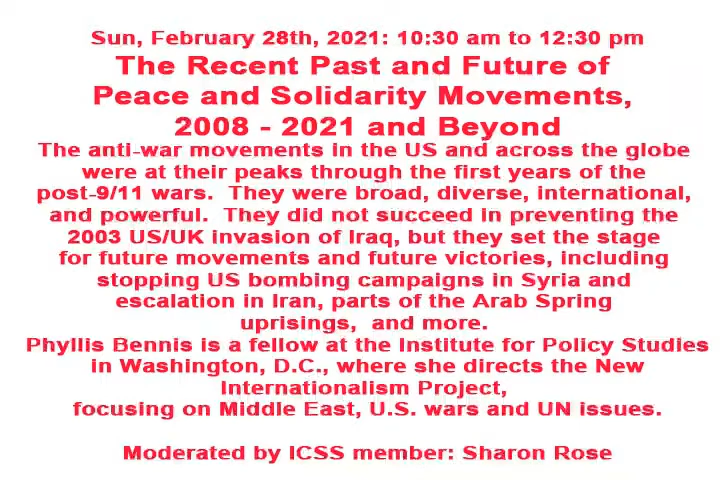 Sun, February 28th, 2021: 10:30 am to 12:30 pm
The Recent Past and Future of
Peace and Solidarity Movements,
2008 - 2021 and Beyond
The anti-war movements in the US and across the globe
were at their peaks through the first years of the
post-9/11 wars.  They were broad, diverse, international,
and powerful.  They did not succeed in preventing the
2003 US/UK invasion of Iraq, but they set the stage
for future movements and future victories, including
stopping US bombing campaigns in Syria and
escalation in Iran, parts of the Arab Spring
uprisings,  and more.
Phyllis Bennis is a fellow at the Institute for Policy Studies
in Washington, D.C., where she directs the New
Internationalism Project,
focusing on Middle East, U.S. wars and UN issues.
Moderated by ICSS member: Sharon Rose